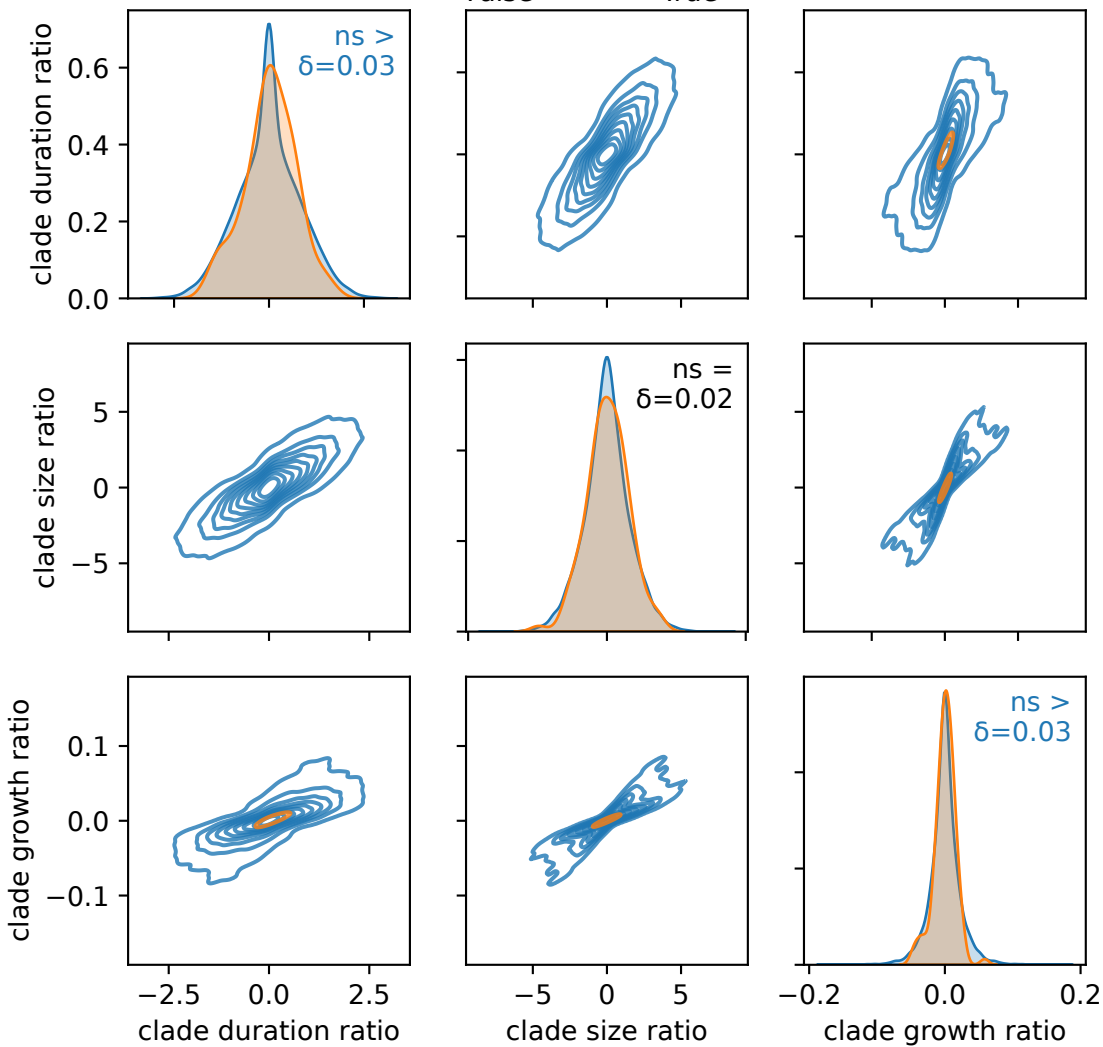 clade duration ratio
0.6
0.4
0.2
0.0
ns >
δ=0.03
clade size ratio
5
0
−5
−5
0
5
ns =
δ=0.02
clade growth ratio
0.1
0.0
−0.1
ns >
δ=0.03
−2.5
0.0
2.5
−5
0
5
−0.2
0.0
0.2
clade duration ratio
clade size ratio
clade growth ratio